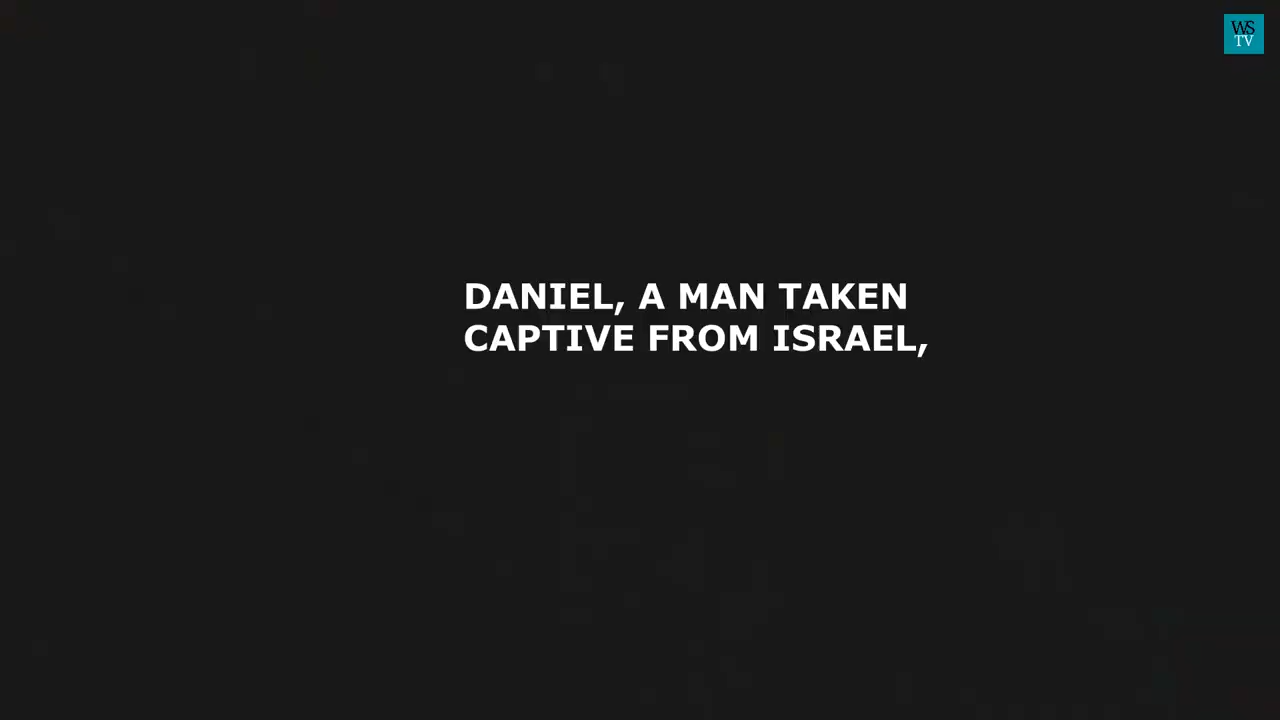 WS
TV
DANIEL, A MAN TAKEN
CAPTIVE FROM ISRAEL,